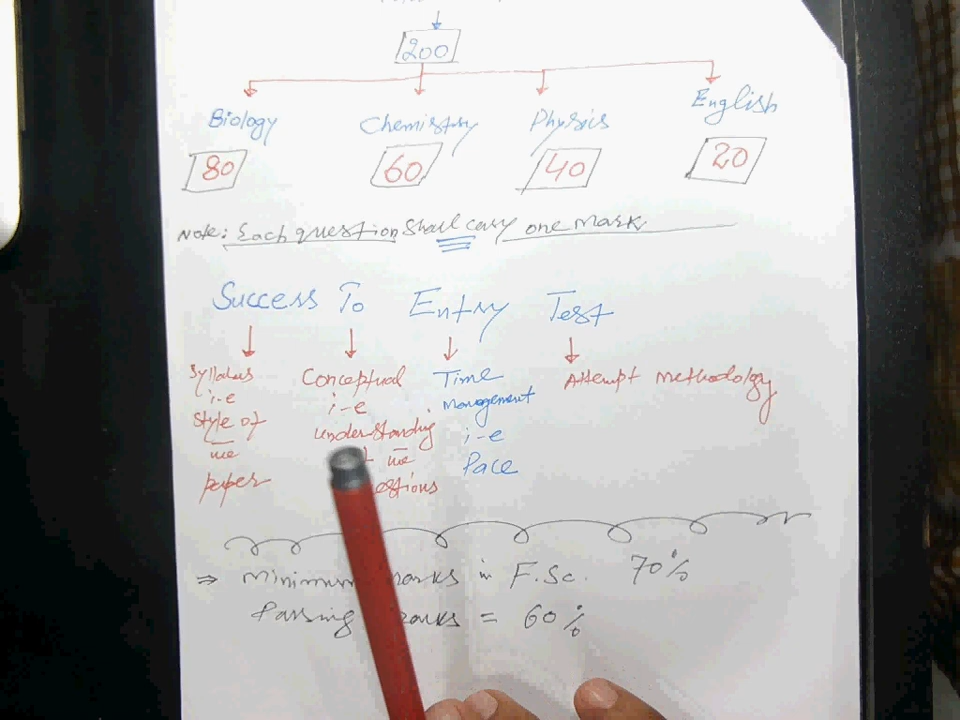 200
Biology Chemistry Physics English
80 60 40 20
Note: Each question Shall cary one mark
Success To Entry Test
Syllabus i.e style of the paper
Conceptual i-e understanding the
Time Management i-e Pace
Attempt Methodology
⇒ Minimum marks in F.Sc. 70%
Passing marks = 60%